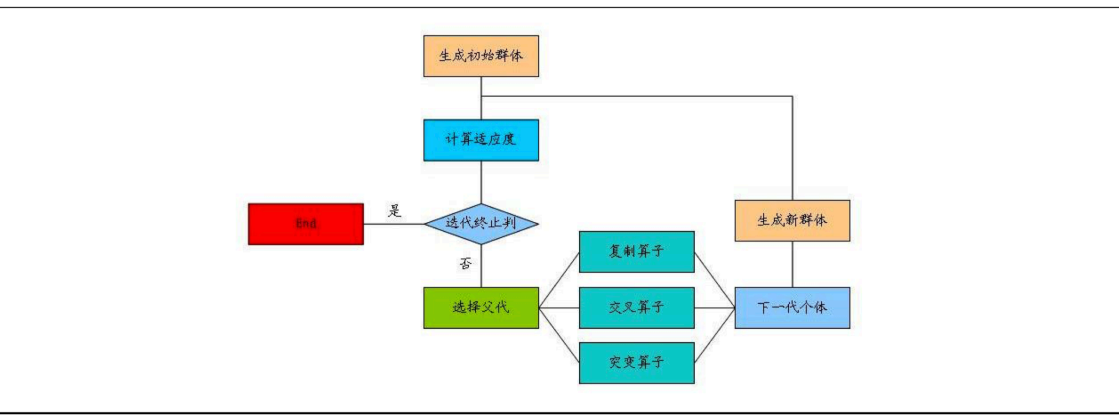 生成初始群体
计算适应度
是
End
迭代终止判
生成新群体
否
复制算子
选择父代
交叉算子
下一代个体
突变算子